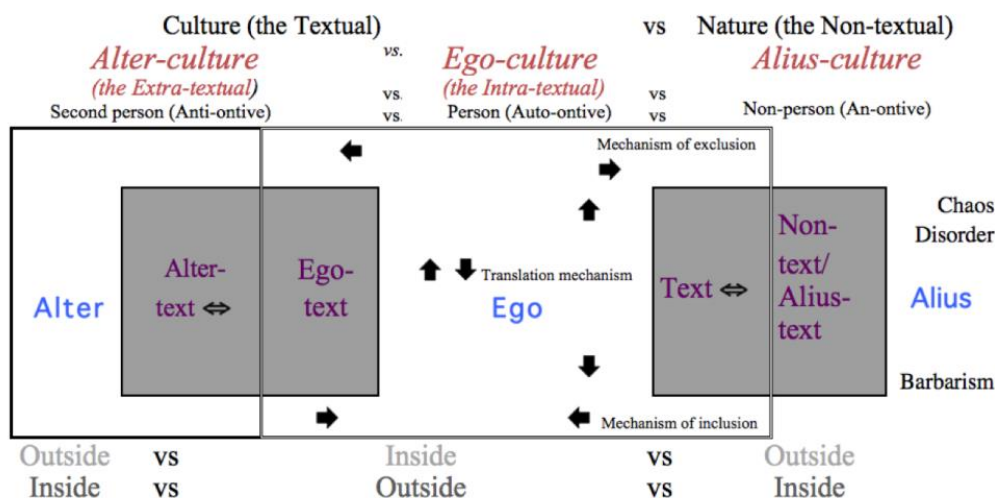 Culture (the Textual) vs Nature (the Non-textual)
Alter-culture vs. Ego-culture Alius-culture
(the Extra-textual) vs. (the Intra-textual) vs
Second person (Anti-ontive) vs. Person (Auto-ontive) vs Non-person (An-ontive)
Mechanism of exclusion
Chaos
Disorder
Alter-
text ⇔
Ego-
text
Translation mechanism
Text ⇔
Non-
text/
Alius-
text
Alter
Ego
Alius
Barbarism
Mechanism of inclusion
Outside vs Inside vs Outside
Inside vs Outside vs Inside